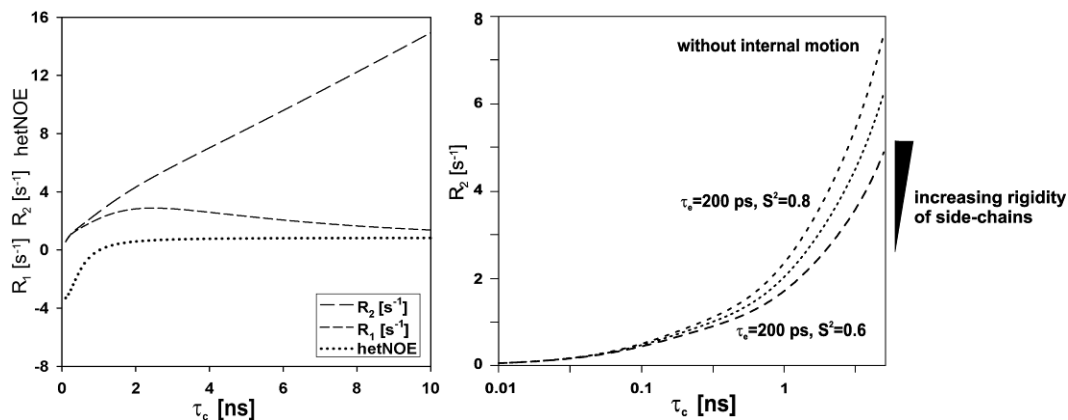 16
12
8
4
0
-4
-8
R₁ [s⁻¹] R₂ [s⁻¹] hetNOE
R₂ [s⁻¹]
R₁ [s⁻¹]
hetNOE
0 2 4 6 8 10
τc [ns]
8
6
4
2
0
R₂ [s⁻¹]
without internal motion
τe=200 ps, S²=0.8
τe=200 ps, S²=0.6
0.01 0.1 1
τc [ns]
increasing rigidity
of side-chains